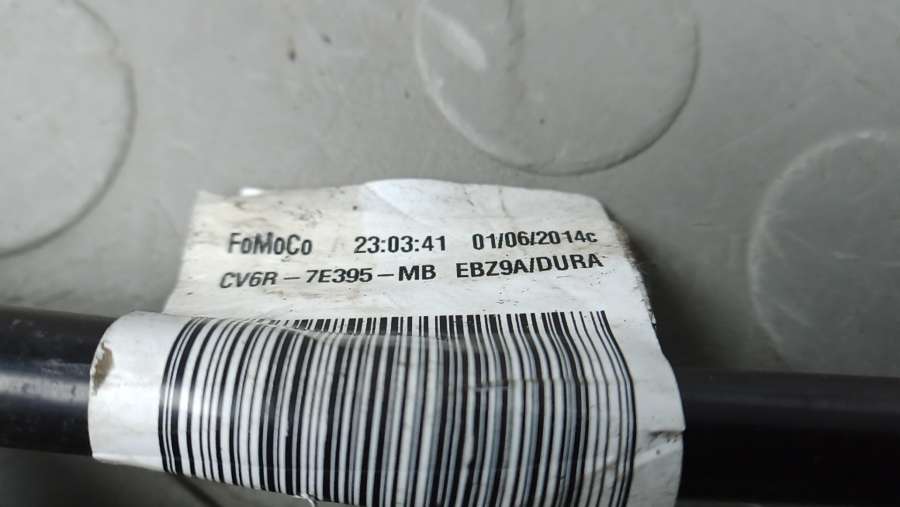 FoMoCo 23:03:41 01/06/2014c
CV6R-7E395-MB EBZ9A/DURA